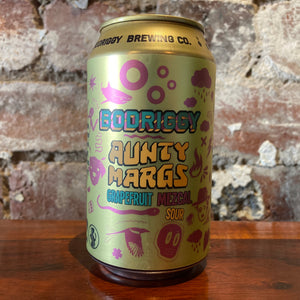 BODRIGGY BREWING CO.
BODRIGGY
AUNTY
MARGS
GRAPEFRUIT MEZCAL
SOUR